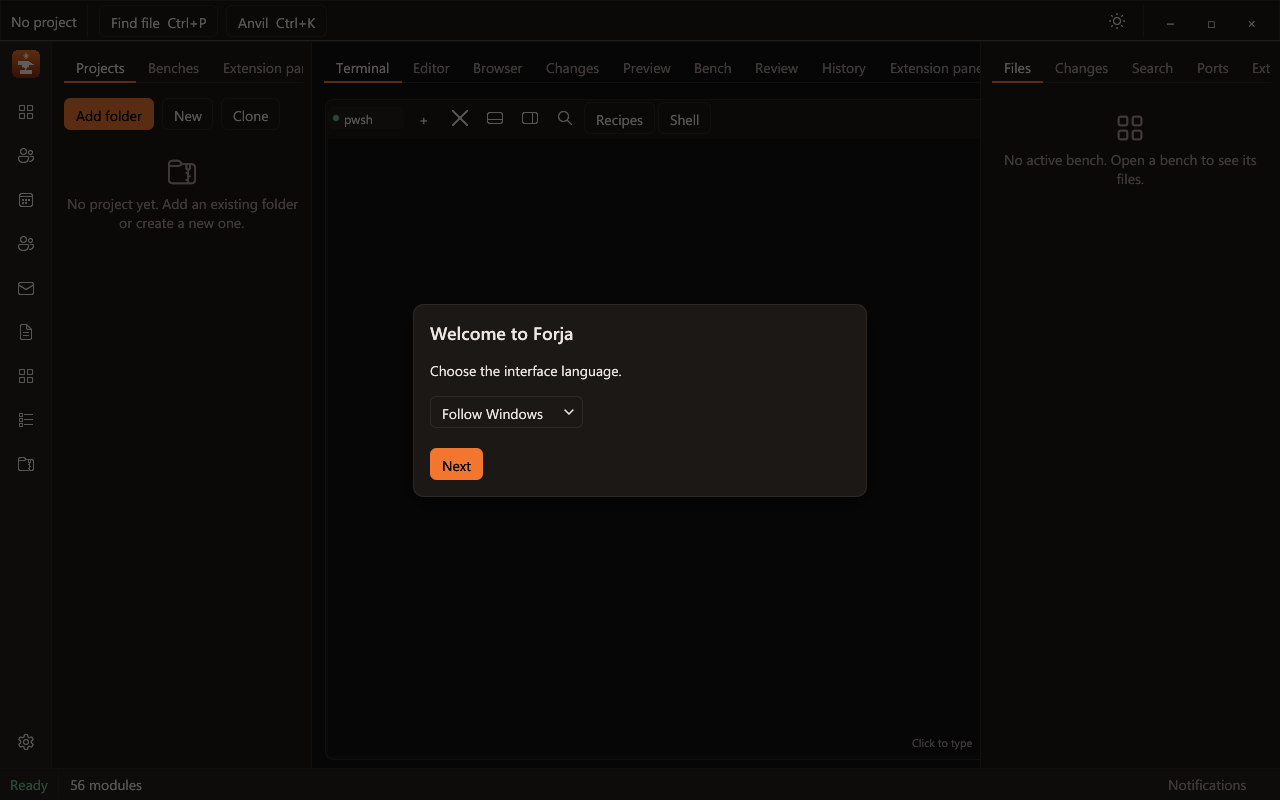 No project
Find file Ctrl+P
Anvil Ctrl+K
Projects
Benches
Extension pa
Terminal
Editor
Browser
Changes
Preview
Bench
Review
History
Extension pane
Files
Changes
Search
Ports
Ext
Add folder
New
Clone
pwsh
Recipes
Shell
No project yet. Add an existing folder
or create a new one.
No active bench. Open a bench to see its
files.
Welcome to Forja
Choose the interface language.
Follow Windows
Next
Click to type
Ready
56 modules
Notifications